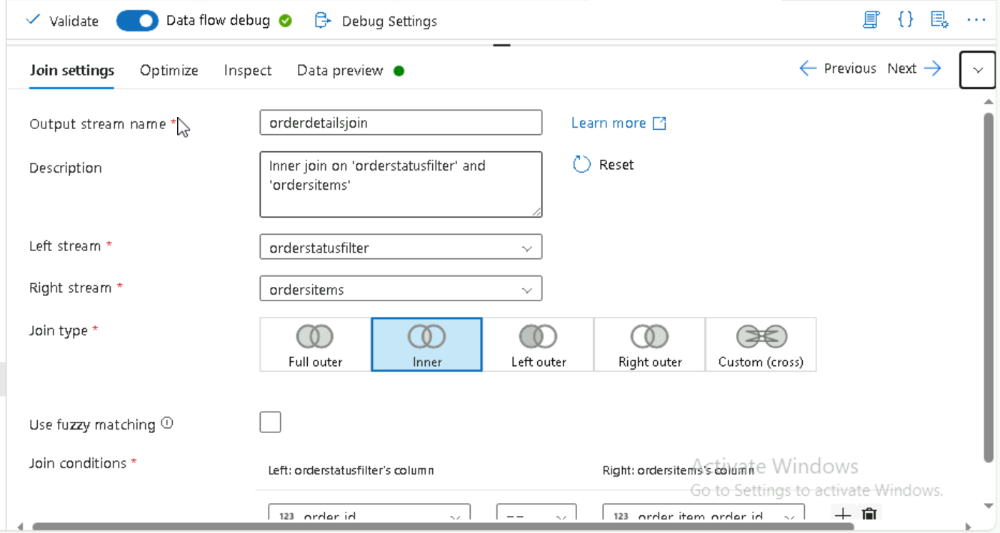 Validate Data flow debug Debug Settings {} ...
Join settings Optimize Inspect Data preview Previous Next
Output stream name * orderdetailsjoin Learn more
Description Inner join on 'orderstatusfilter' and
'ordersitems'
Reset
Left stream * orderstatusfilter
Right stream * ordersitems
Join type *
Full outer Inner Left outer Right outer Custom (cross)
Use fuzzy matching
Join conditions * Left: orderstatusfilter's column Right: ordersitems's column
Activate Windows
Go to Settings to activate Windows.
123 order_id == 123 order_item_order_id